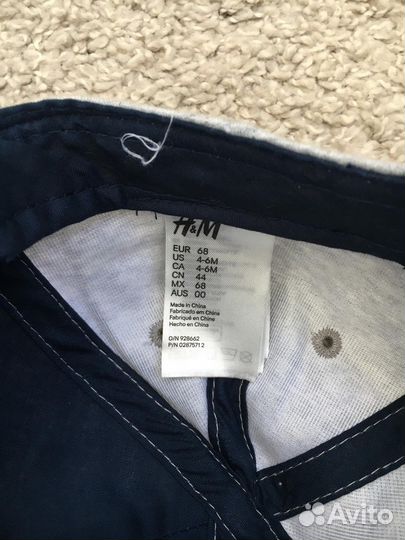 H&M
EUR 68
US 4-6M
CA 4-6M
CN 44
MX 68
AUS 00
Made in China
Fabricado em China
Fabriqué en Chine
Hecho en China
O/N 928662
P/N 02875712
Avito